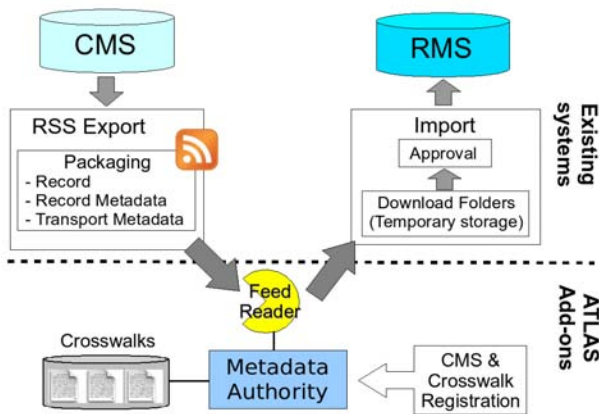 CMS
RMS
RSS Export
Packaging
- Record
- Record Metadata
- Transport Metadata
Import
Approval
Download Folders
(Temporary storage)
Existing
systems
Feed
Reader
ATLAS
Add-ons
Crosswalks
Metadata
Authority
CMS &
Crosswalk
Registration